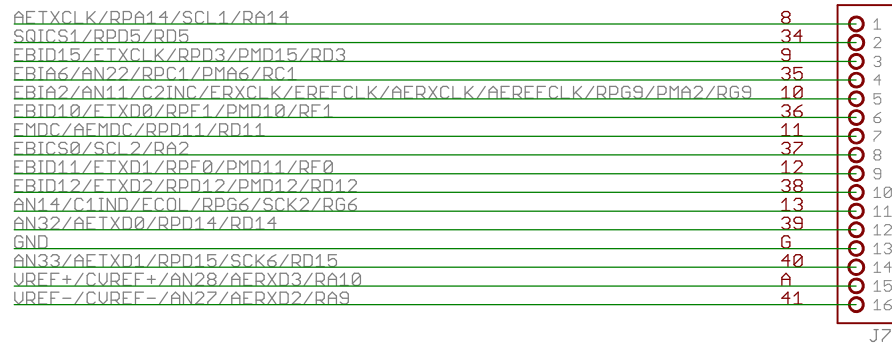 AETXCLK/RPA14/SCL1/RA14 8 1
SQICS1/RPD5/RD5 34 2
EBID15/ETXCLK/RPD3/PMD15/RD3 9 3
EBIA6/AN22/RPC1/PMA6/RC1 35 4
EBIA2/AN11/C2INC/ERXCLK/EREFCLK/AERXCLK/AEREFCLK/RPG9/PMA2/RG9 10 5
EBID10/ETXD0/RPF1/PMD10/RF1 36 6
EMDC/AEMDC/RPD11/RD11 11 7
EBICS0/SCL2/RA2 37 8
EBID11/ETXD1/RPF0/PMD11/RF0 12 9
EBID12/ETXD2/RPD12/PMD12/RD12 38 10
AN14/C1IND/ECOL/RPG6/SCK2/RG6 13 11
AN32/AETXD0/RPD14/RD14 39 12
GND G 13
AN33/AETXD1/RPD15/SCK6/RD15 40 14
VREF+/CVREF+/AN28/AERXD3/RA10 A 15
VREF-/CVREF-/AN27/AERXD2/RA9 41 16
J7